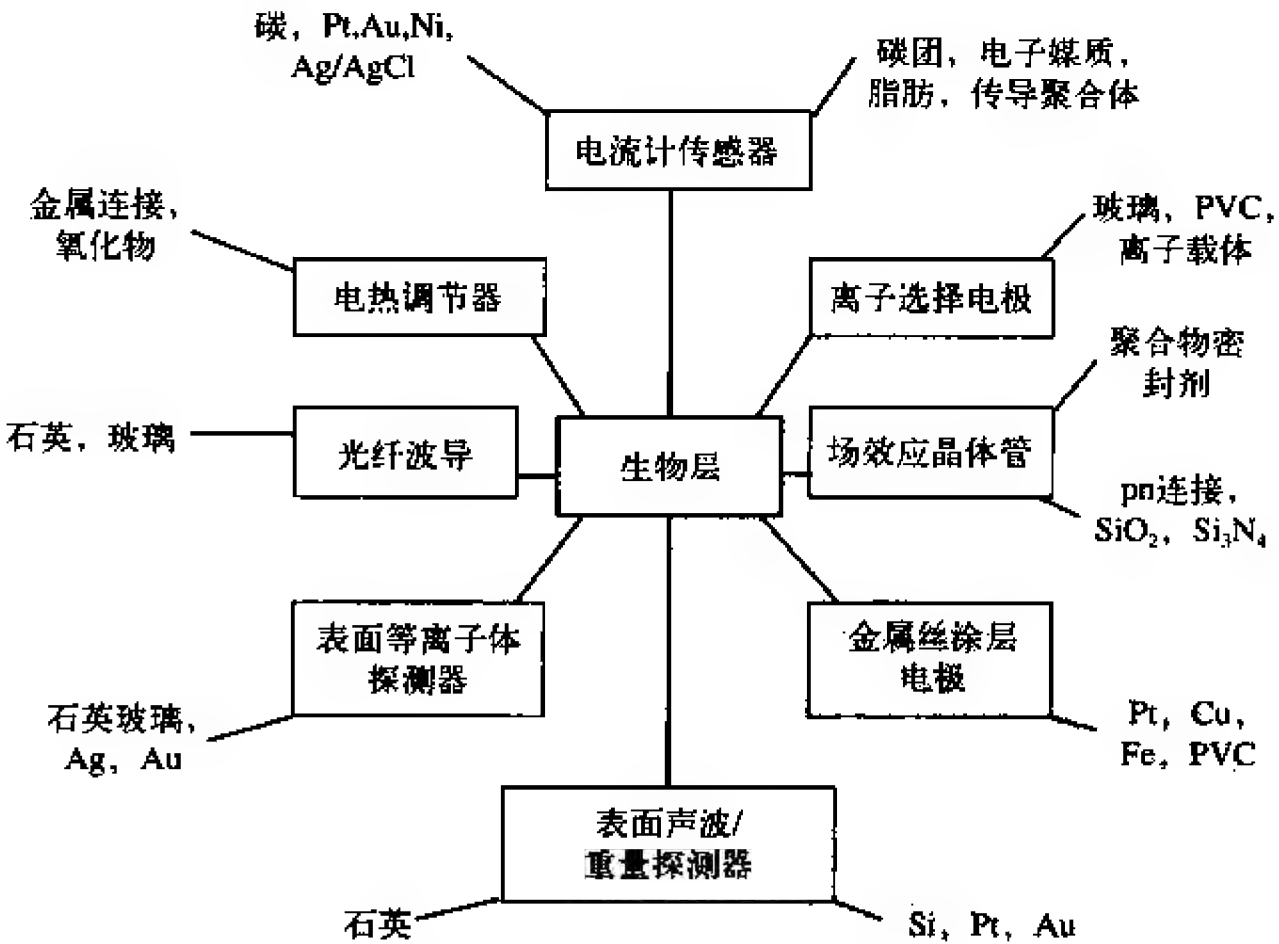 碳，Pt,Au,Ni,
Ag/AgCl
碳团，电子媒质，
脂肪，传导聚合体
电流计传感器
金属连接，
氧化物
玻璃，PVC，
离子载体
电热调节器
离子选择电极
聚合物密
封剂
石英，玻璃
光纤波导
生物层
场效应晶体管
pn连接，
SiO₂，Si₃N₄
表面等离子体
探测器
金属丝涂层
电极
石英玻璃，
Ag，Au
Pt，Cu，
Fe，PVC
表面声波/
重量探测器
石英
Si，Pt，Au